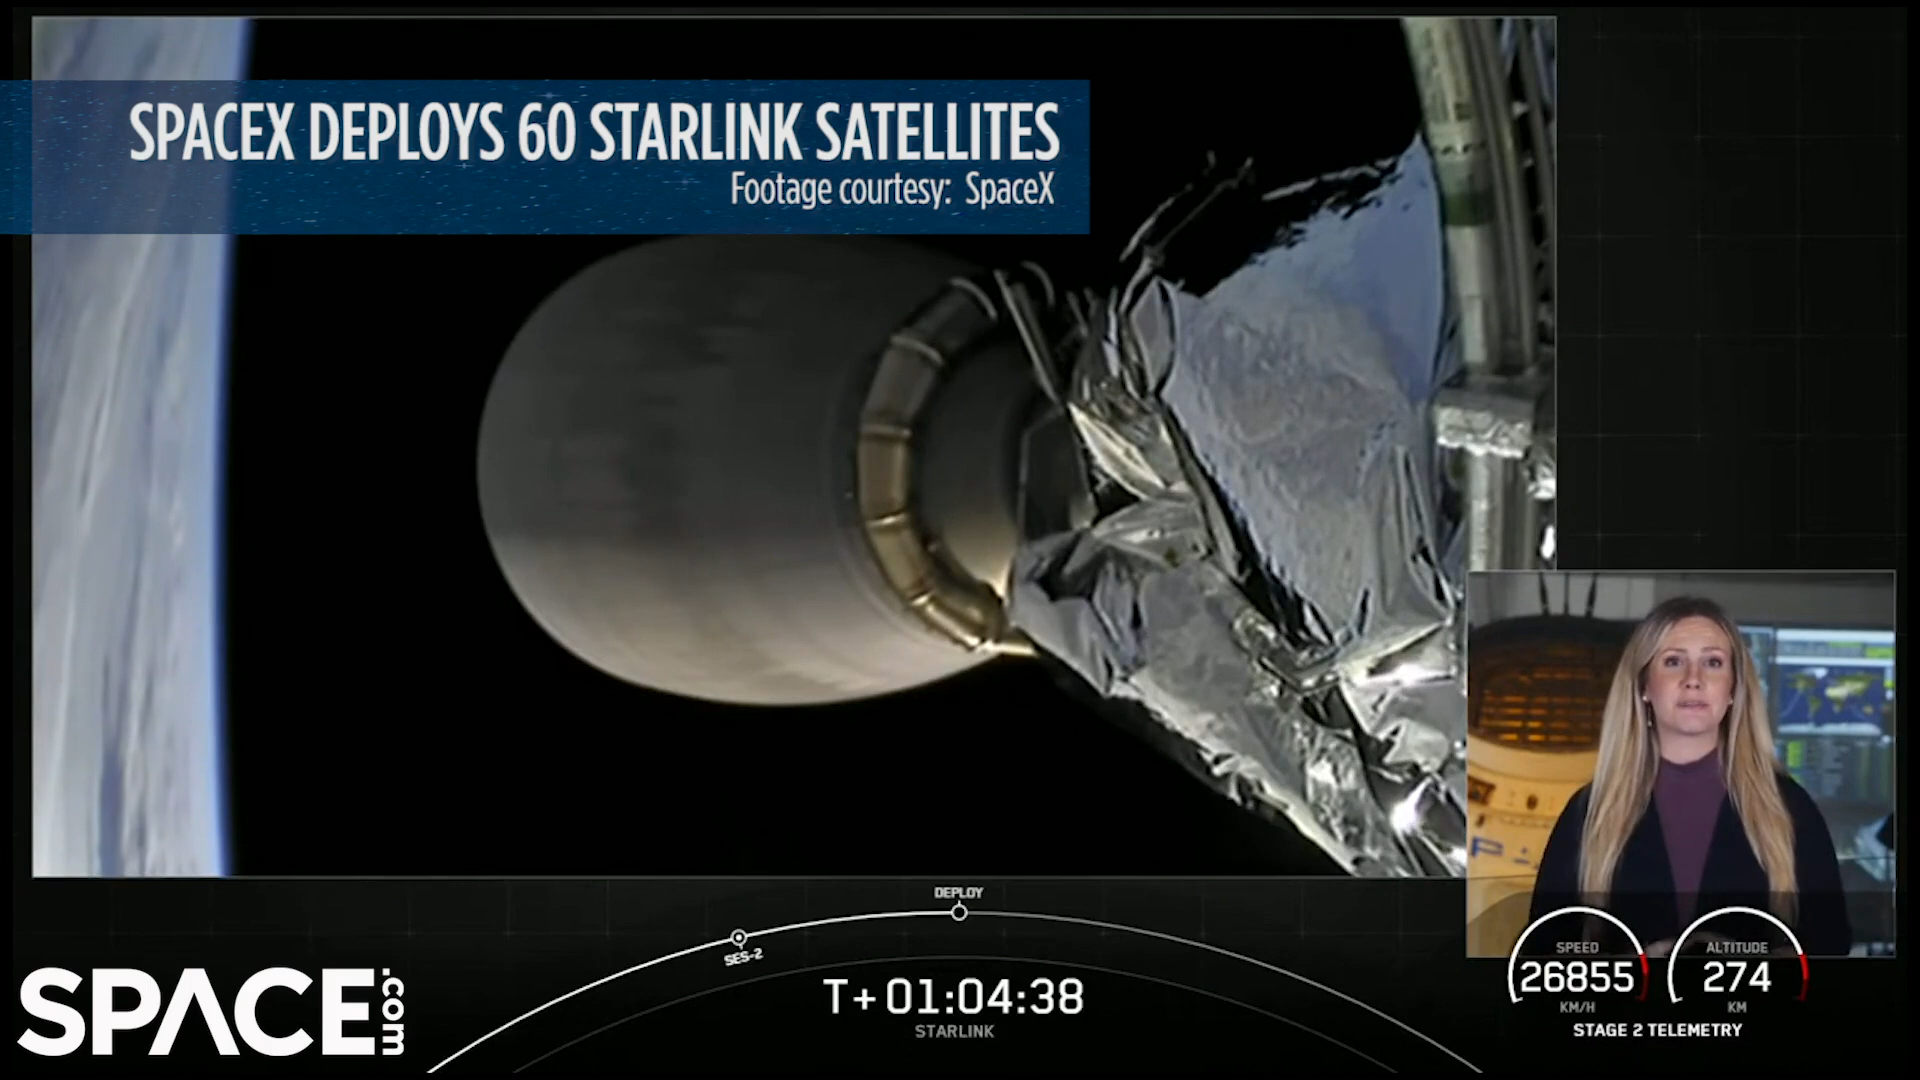 SPACEX DEPLOYS 60 STARLINK SATELLITES
Footage courtesy: SpaceX
DEPLOY
SES-2
T+01:04:38
STARLINK
SPEED
26855
KM/H
ALTITUDE
274
KM
STAGE 2 TELEMETRY
SPACE.com